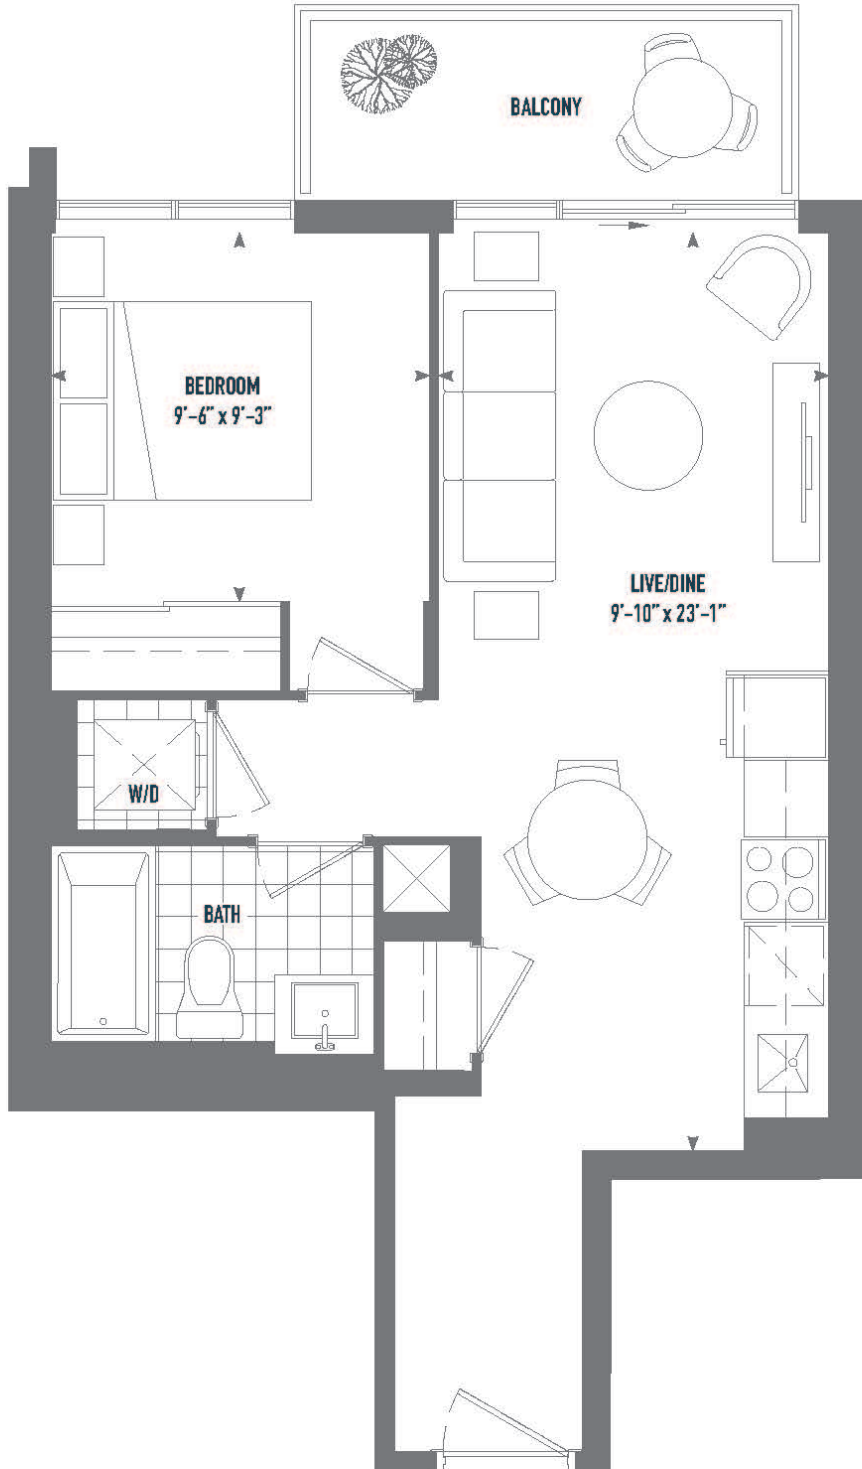 BALCONY
BEDROOM
9'-6" x 9'-3"
LIVE/DINE
9'-10" x 23'-1"
W/D
BATH